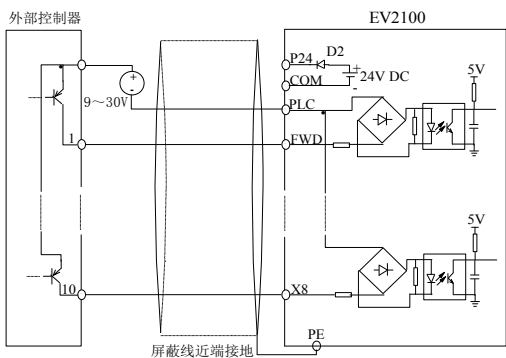 外部控制器
EV2100
P24
D2
COM
+
24V DC
-
5V
+
-
9～30V
PLC
1
FWD
5V
10
X8
PE
屏蔽线近端接地